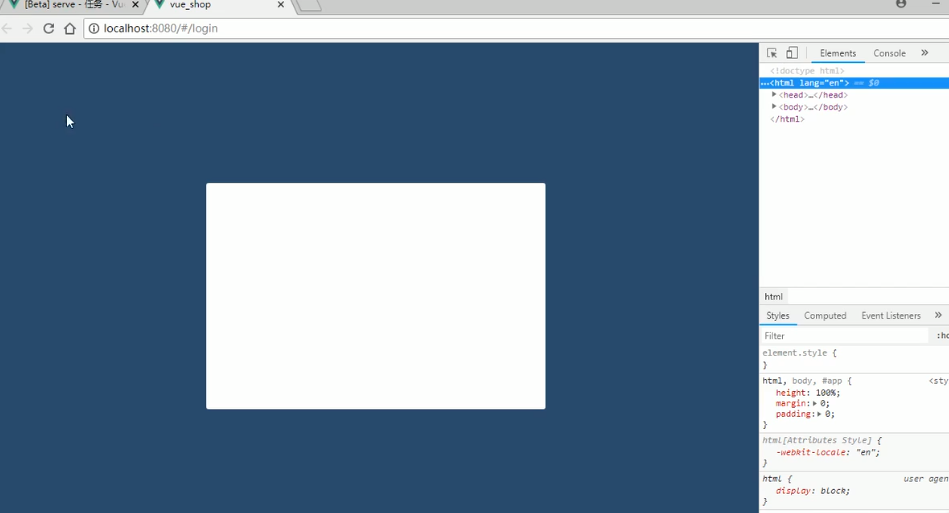 [Beta] serve - 任务 - Vu
vue_shop
localhost:8080/#/login
Elements
Console
»
<!doctype html>
...<html lang="en"> == $0
<head>…</head>
<body>…</body>
</html>
html
Styles
Computed
Event Listeners
»
Filter
:ho
element.style {
}
html, body, #app {
<sty
height: 100%;
margin: 0;
padding: 0;
}
html[Attributes Style] {
-webkit-locale: "en";
}
html {
user agen
display: block;
}